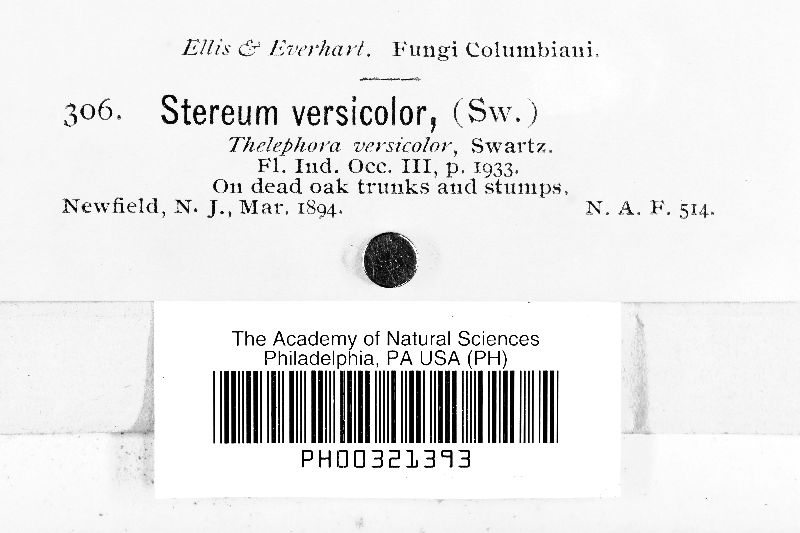 Ellis & Everhart. Fungi Columbiani.
306. Stereum versicolor, (Sw.)
Thelephora versicolor, Swartz.
Fl. Ind. Occ. III, p. 1933.
On dead oak trunks and stumps,
Newfield, N. J., Mar. 1894. N. A. F. 514.
The Academy of Natural Sciences
Philadelphia, PA USA (PH)
PH00321393